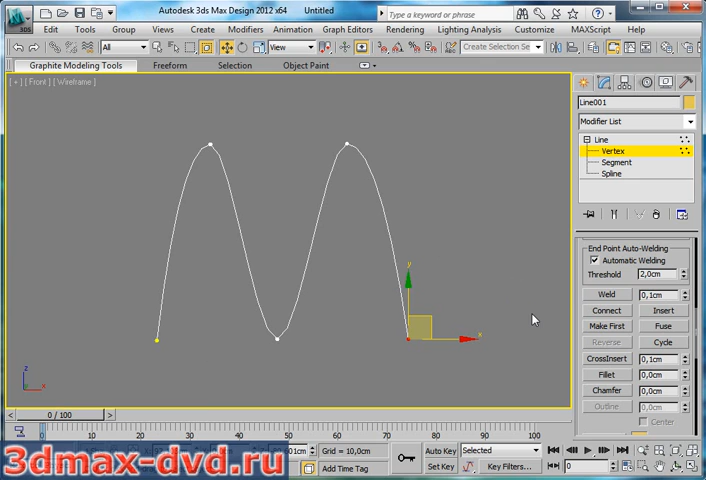 Autodesk 3ds Max Design 2012 x64 Untitled
Type a keyword or phrase
3DS
Edit Tools Group Views Create Modifiers Animation Graph Editors Rendering Lighting Analysis Customize MAXScript Help
All View Create Selection Se
Graphite Modeling Tools Freeform Selection Object Paint
[ + ] [ Front ] [ Wireframe ]
Line001
Modifier List
Line
Vertex
Segment
Spline
End Point Auto-Welding
Automatic Welding
Threshold 2,0cm
Weld 0,1cm
Connect Insert
Make First Fuse
Reverse Cycle
CrossInsert 0,1cm
Fillet 0,0cm
Chamfer 0,0cm
Outline 0,0cm
Center
y
x
z
x
0 / 100
0 10 20 30 40 50 60 70 80 90 100
Grid = 10,0cm
Auto Key Selected
Add Time Tag
Set Key Key Filters... 0
3dmax-dvd.ru